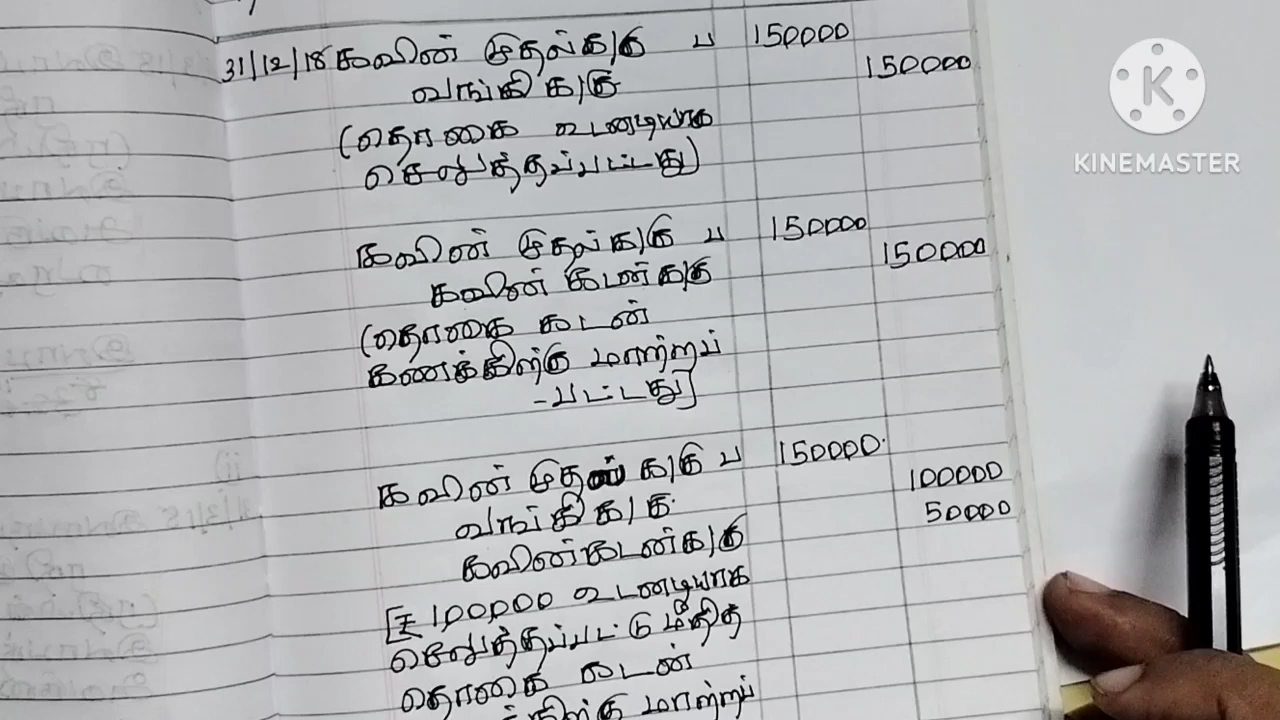 31/12/18 கவின் முதல் க/கு ப 150000
வங்கி க/கு 150000
(தொகை உடனடியாக
செலுத்தப்பட்டது)
கவின் முதல் க/கு ப 150000
கவின் கடன் க/கு 150000
(தொகை கடன்
கணக்கிற்கு மாற்றப்
-பட்டது]
கவின் முதல் க/கு ப 150000
வங்கி க/கு 100000
கவின் கடன் க/கு 50000
[₹ 100000 உடனடியாக
செலுத்தப்பட்டு மீதித்
தொகை கடன்
மாற்றப்
K
KINEMASTER